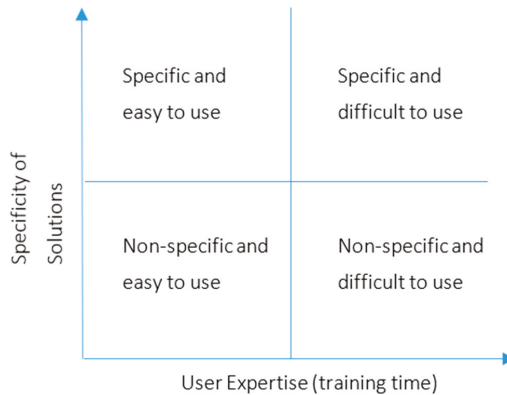 Specificity of
Solutions
Specific and
easy to use
Specific and
difficult to use
Non-specific and
easy to use
Non-specific and
difficult to use
User Expertise (training time)